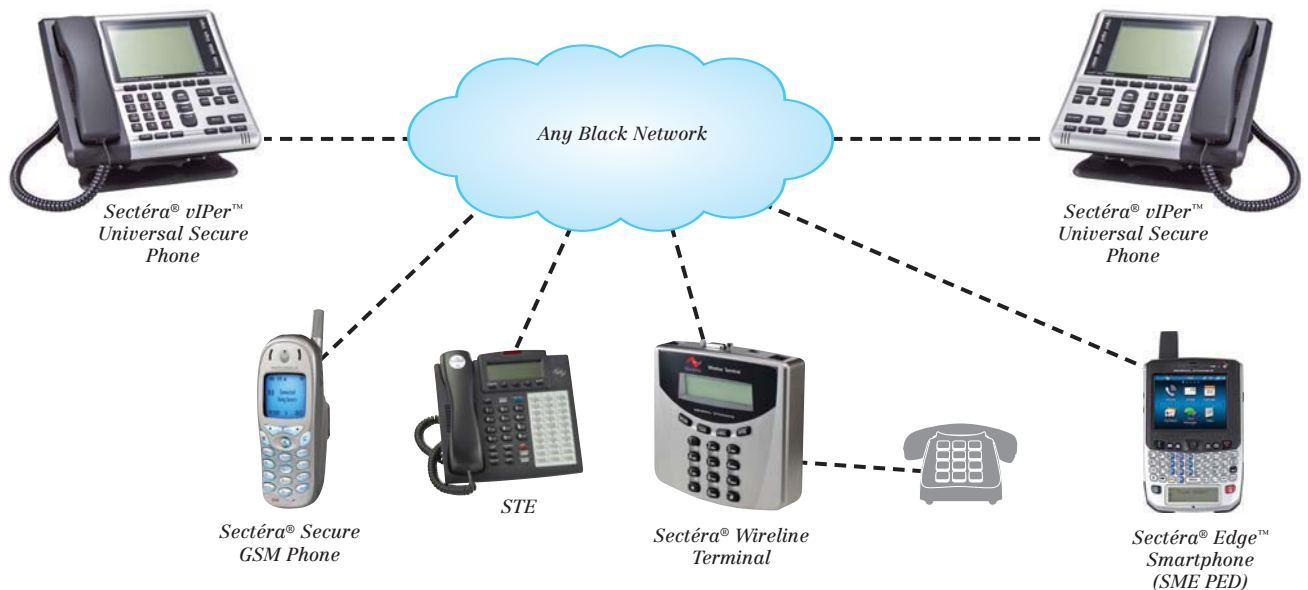 Any Black Network
Sectéra® vIPer™
Universal Secure
Phone
Sectéra® vIPer™
Universal Secure
Phone
Sectéra® Secure
GSM Phone
STE
Sectéra® Wireline
Terminal
Sectéra® Edge™
Smartphone
(SME PED)